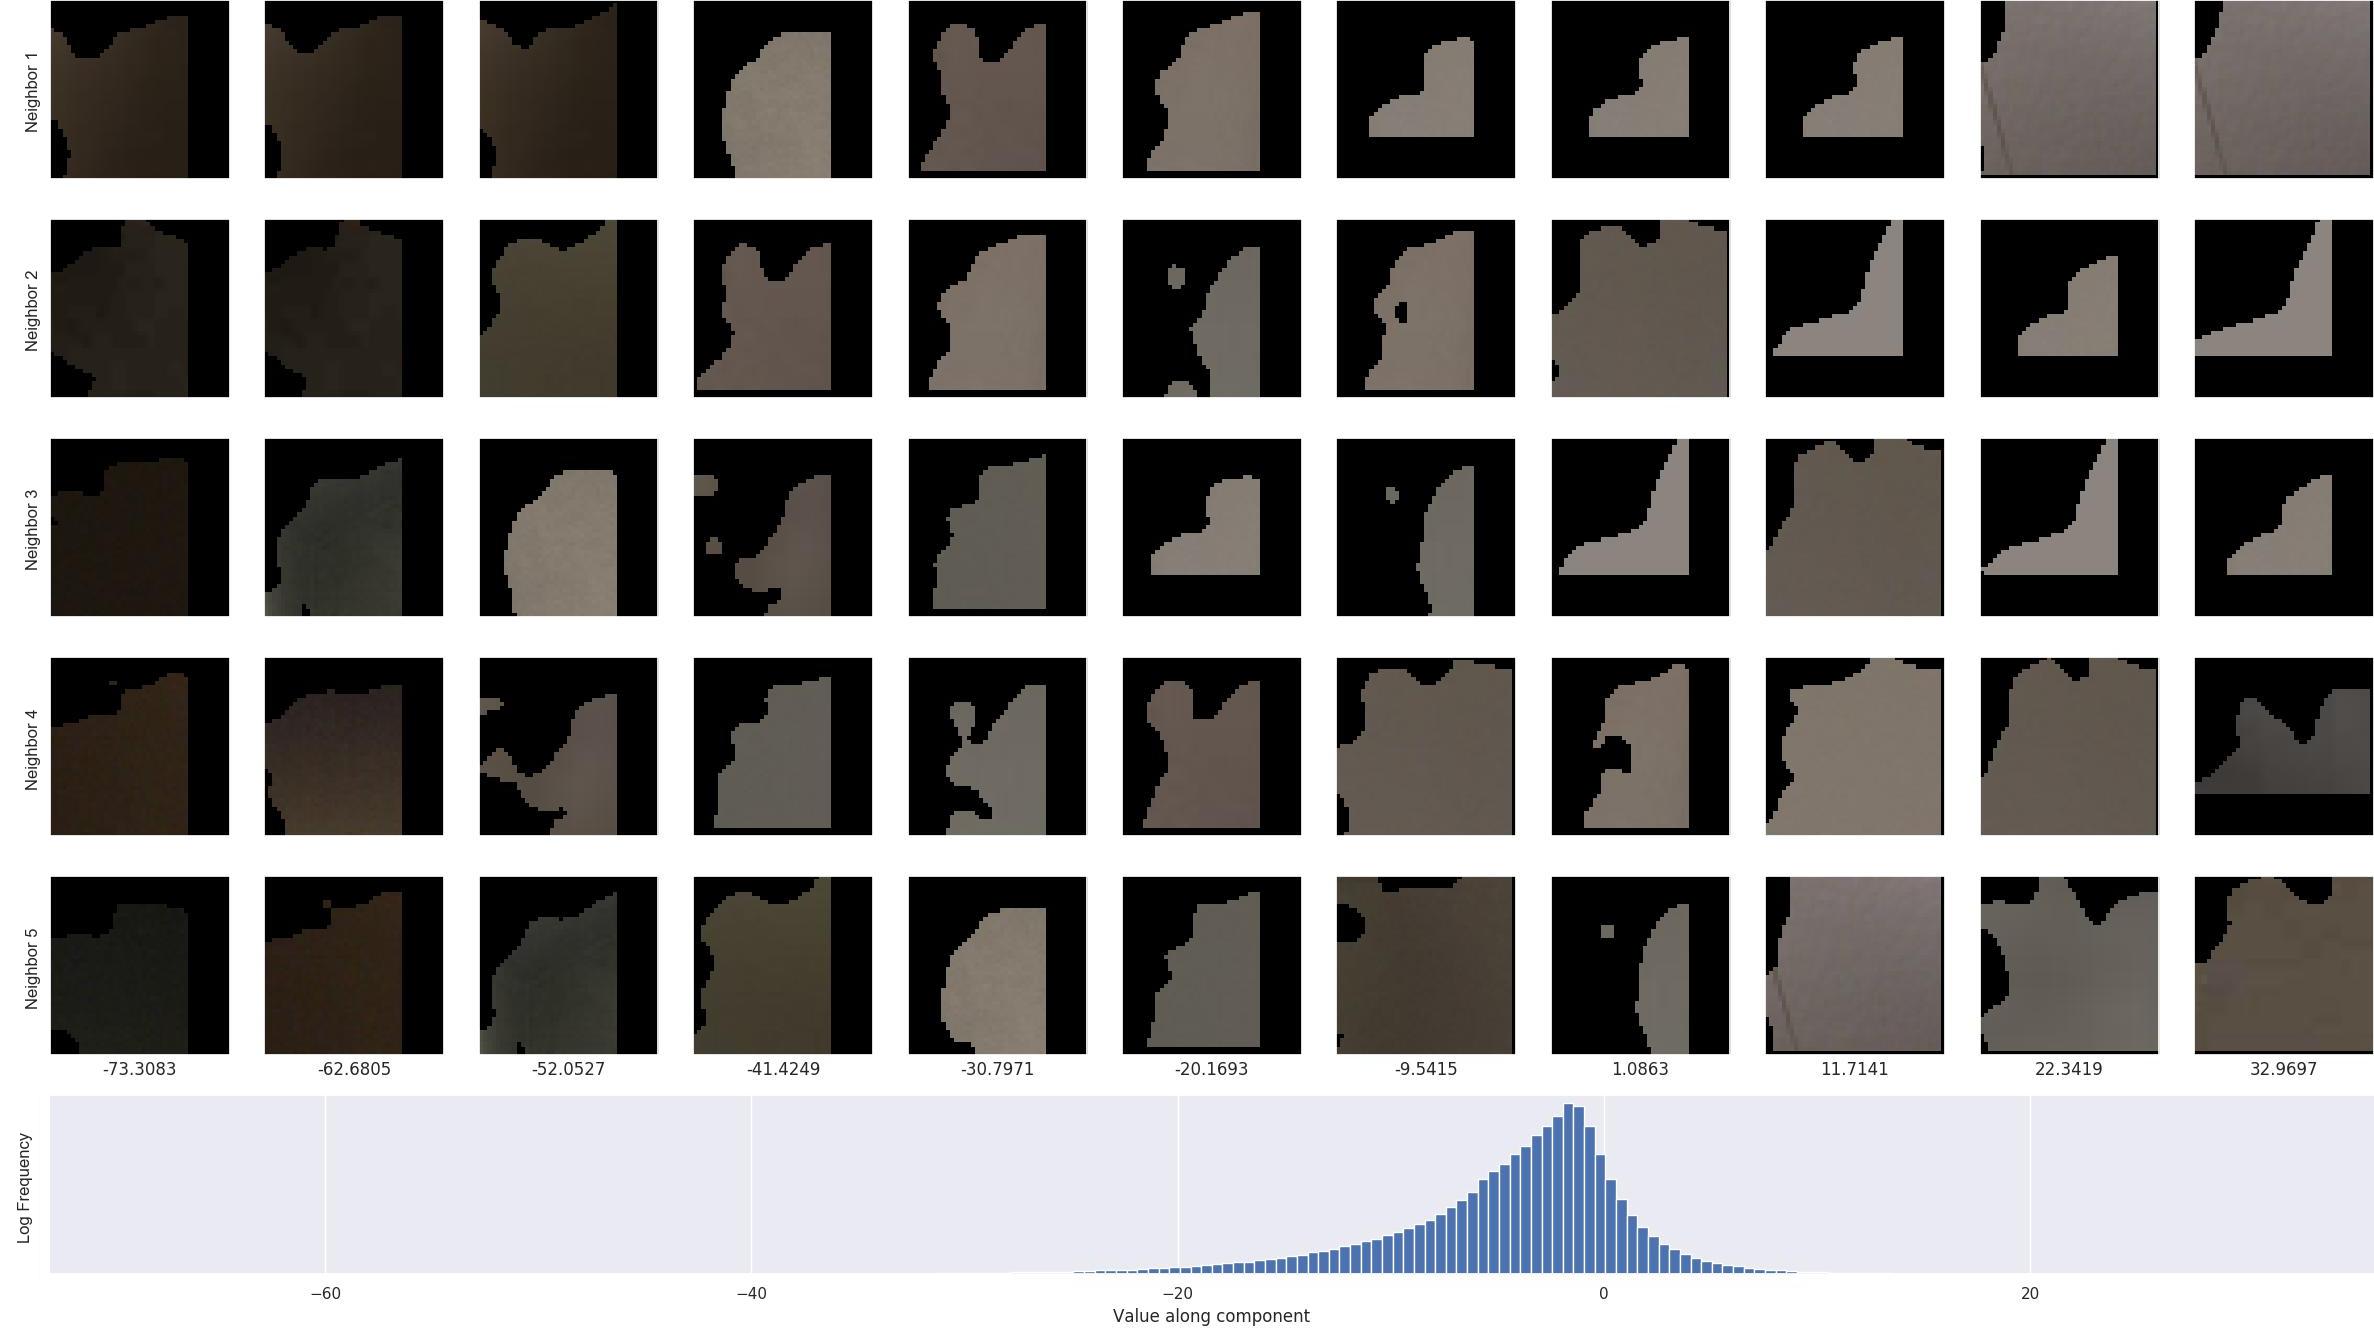 Neighbor 1
Neighbor 2
Neighbor 3
Neighbor 4
Neighbor 5
-73.3083 -62.6805 -52.0527 -41.4249 -30.7971 -20.1693 -9.5415 1.0863 11.7141 22.3419 32.9697
Log Frequency
−60 −40 −20 0 20
Value along component